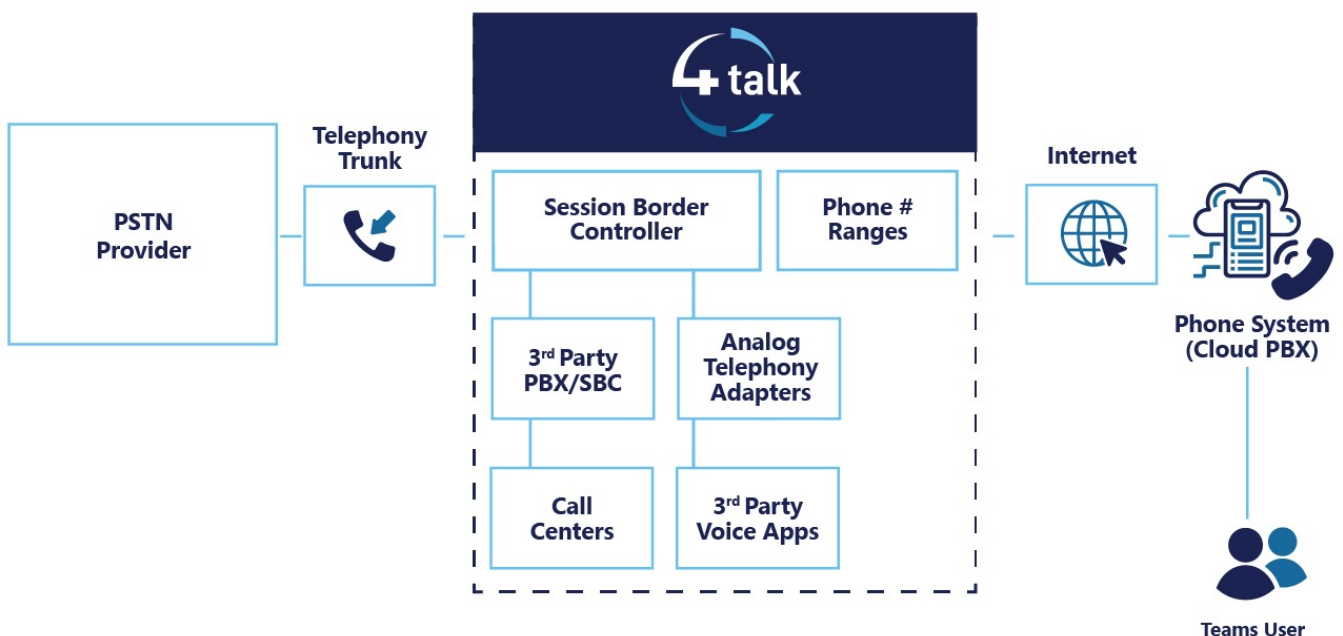 4 talk
PSTN
Provider
Telephony
Trunk
Session Border
Controller
Phone #
Ranges
3rd Party
PBX/SBC
Analog
Telephony
Adapters
Call
Centers
3rd Party
Voice Apps
Internet
Phone System
(Cloud PBX)
Teams User